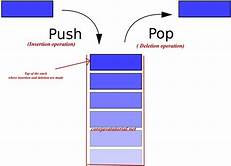 Push
Pop
(Insertion operation)
( Deletion operation)
Top of the stack
where insertion and deletion are made